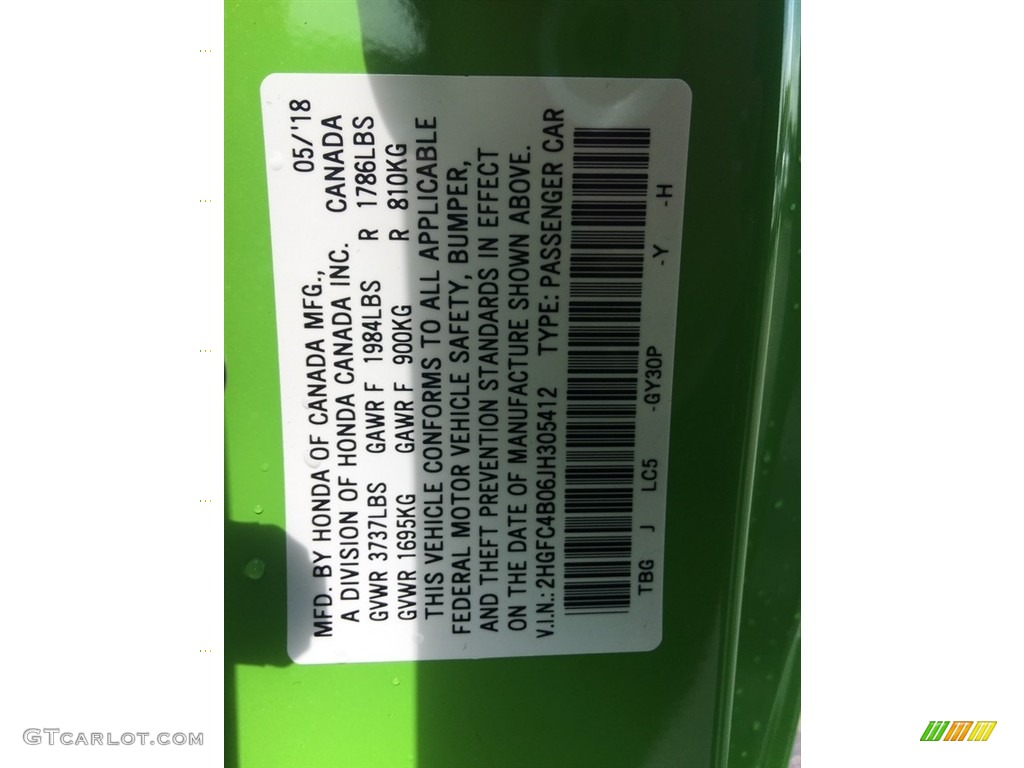 MFD. BY HONDA OF CANADA MFG., 05/'18
A DIVISION OF HONDA CANADA INC. CANADA
GVWR 3737LBS GAWR F 1984LBS R 1786LBS
GVWR 1695KG GAWR F 900KG R 810KG
THIS VEHICLE CONFORMS TO ALL APPLICABLE
FEDERAL MOTOR VEHICLE SAFETY, BUMPER,
AND THEFT PREVENTION STANDARDS IN EFFECT
ON THE DATE OF MANUFACTURE SHOWN ABOVE.
V.I.N.: 2HGFC4B06JH305412 TYPE: PASSENGER CAR
TBG J LC5 -GY30P -Y -H
GTCARLOT.COM